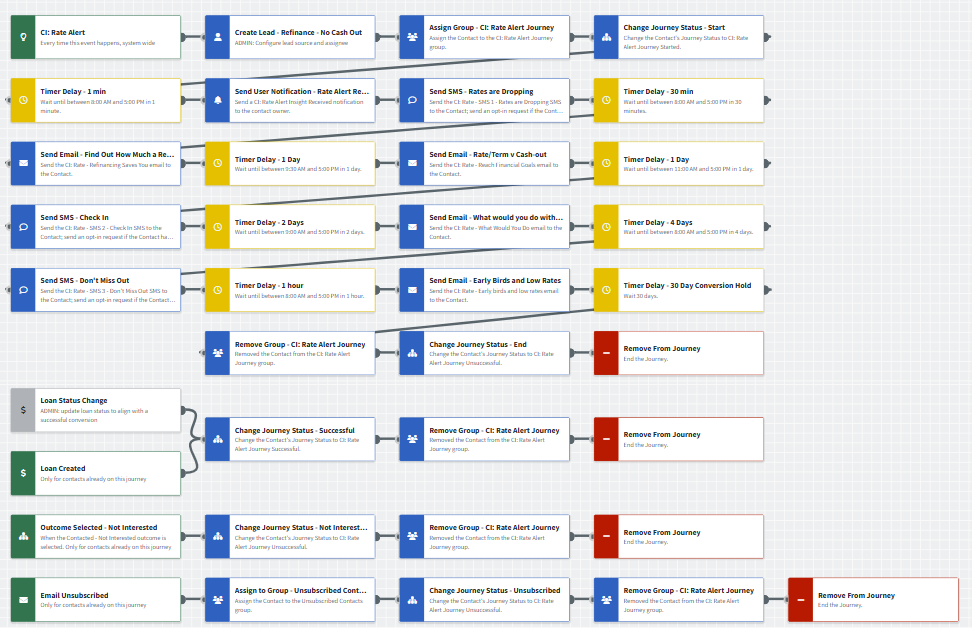 CI: Rate Alert
Every time this event happens, system wide
Create Lead - Refinance - No Cash Out
ADMIN: Configure lead source and assignee
Assign Group - CI: Rate Alert Journey
Assign the Contact to the CI: Rate Alert Journey
group.
Change Journey Status - Start
Change the Contact's Journey Status to CI: Rate
Alert Journey Started.
Timer Delay - 1 min
Wait until between 8:00 AM and 5:00 PM in 1
minute.
Send User Notification - Rate Alert Re...
Send a CI: Rate Alert Insight Received notification
to the contact owner.
Send SMS - Rates are Dropping
Send the CI: Rate - SMS 1 - Rates are Dropping SMS
to the Contact; send an opt-in request if the Cont...
Timer Delay - 30 min
Wait until between 8:00 AM and 5:00 PM in 30
minutes.
Send Email - Find Out How Much a Re...
Send the CI: Rate - Refinancing Saves You email to
the Contact.
Timer Delay - 1 Day
Wait until between 9:30 AM and 5:00 PM in 1 day.
Send Email - Rate/Term v Cash-out
Send the CI: Rate - Reach Financial Goals email to
the Contact.
Timer Delay - 1 Day
Wait until between 11:00 AM and 5:00 PM in 1 day.
Send SMS - Check In
Send the CI: Rate - SMS 2 - Check In SMS to the
Contact; send an opt-in request if the Contact ha...
Timer Delay - 2 Days
Wait until between 9:00 AM and 5:00 PM in 2 days.
Send Email - What would you do with...
Send the CI: Rate - What Would You Do email to the
Contact.
Timer Delay - 4 Days
Wait until between 8:00 AM and 5:00 PM in 4 days.
Send SMS - Don't Miss Out
Send the CI: Rate - SMS 3 - Don't Miss Out SMS to
the Contact; send an opt-in request if the Contact...
Timer Delay - 1 hour
Wait until between 8:00 AM and 5:00 PM in 1 hour.
Send Email - Early Birds and Low Rates
Send the CI: Rate - Early birds and low rates email
to the Contact.
Timer Delay - 30 Day Conversion Hold
Wait 30 days.
Remove Group - CI: Rate Alert Journey
Removed the Contact from the CI: Rate Alert
Journey group.
Change Journey Status - End
Change the Contact's Journey Status to CI: Rate
Alert Journey Unsuccessful.
Remove From Journey
End the Journey.
Loan Status Change
ADMIN: update loan status to align with a
successful conversion
Change Journey Status - Successful
Change the Contact's Journey Status to CI: Rate
Alert Journey Successful.
Remove Group - CI: Rate Alert Journey
Removed the Contact from the CI: Rate Alert
Journey group.
Remove From Journey
End the Journey.
Loan Created
Only for contacts already on this journey
Outcome Selected - Not Interested
When the Contacted - Not Interested outcome is
selected. Only for contacts already on this journey
Change Journey Status - Not Interest...
Change the Contact's Journey Status to CI: Rate
Alert Journey Unsuccessful.
Remove Group - CI: Rate Alert Journey
Removed the Contact from the CI: Rate Alert
Journey group.
Remove From Journey
End the Journey.
Email Unsubscribed
Only for contacts already on this journey
Assign to Group - Unsubscribed Cont...
Assign the Contact to the Unsubscribed Contacts
group.
Change Journey Status - Unsubscribed
Change the Contact's Journey Status to CI: Rate
Alert Journey Unsuccessful.
Remove Group - CI: Rate Alert Journey
Removed the Contact from the CI: Rate Alert
Journey group.
Remove From Journey
End the Journey.